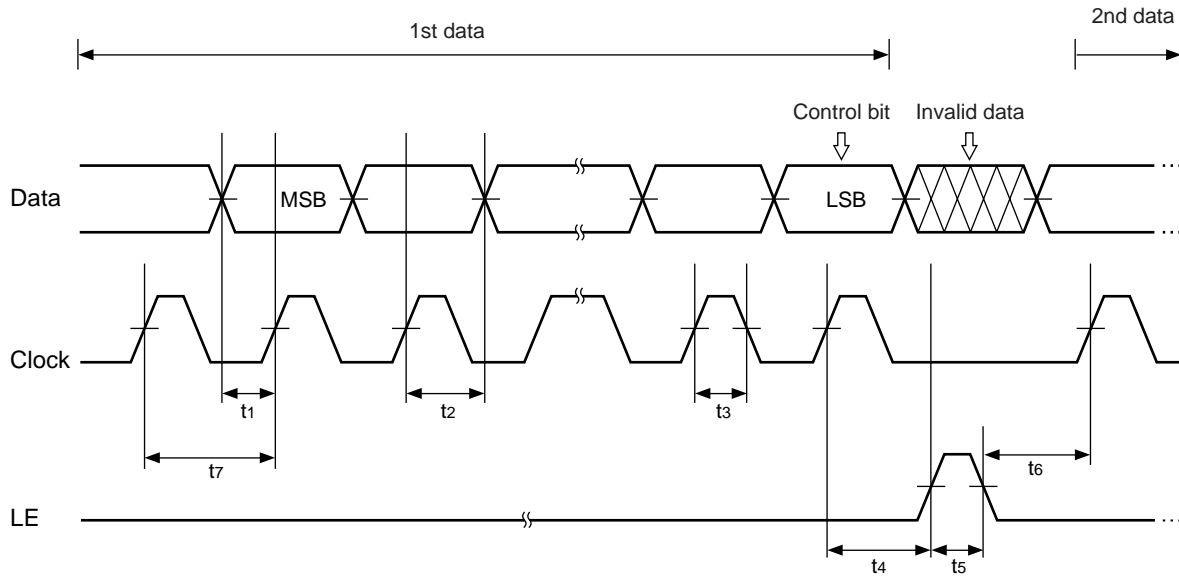 2nd data
1st data
Control bit
Invalid data
Data
MSB
LSB
Clock
t1
t2
t3
t7
t6
LE
t4
t5